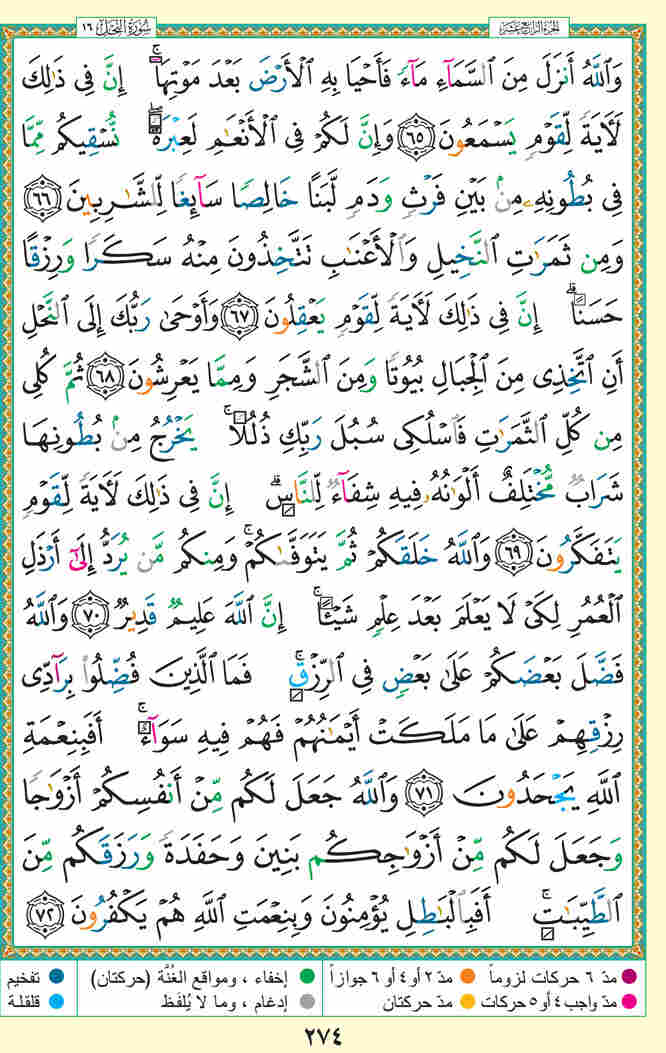 الجزء الرابع عشر
سورة النحل ١٦
وَٱللَّهُ أَنزَلَ مِنَ ٱلسَّمَآءِ مَآءً فَأَحْيَا بِهِ ٱلْأَرْضَ بَعْدَ مَوْتِهَآ ۚ إِنَّ فِى ذَٰلِكَ
لَـَٔايَةً لِّقَوْمٍ يَسْمَعُونَ ٦٥ وَإِنَّ لَكُمْ فِى ٱلْأَنْعَٰمِ لَعِبْرَةً ۖ نُّسْقِيكُم مِّمَّا
فِى بُطُونِهِۦ مِنۢ بَيْنِ فَرْثٍ وَدَمٍ لَّبَنًا خَالِصًا سَآئِغًا لِّلشَّٰرِبِينَ ٦٦
وَمِن ثَمَرَٰتِ ٱلنَّخِيلِ وَٱلْأَعْنَٰبِ تَتَّخِذُونَ مِنْهُ سَكَرًا وَرِزْقًا
حَسَنًا ۗ إِنَّ فِى ذَٰلِكَ لَـَٔايَةً لِّقَوْمٍ يَعْقِلُونَ ٦٧ وَأَوْحَىٰ رَبُّكَ إِلَى ٱلنَّحْلِ
أَنِ ٱتَّخِذِى مِنَ ٱلْجِبَالِ بُيُوتًا وَمِنَ ٱلشَّجَرِ وَمِمَّا يَعْرِشُونَ ٦٨ ثُمَّ كُلِى
مِن كُلِّ ٱلثَّمَرَٰتِ فَٱسْلُكِى سُبُلَ رَبِّكِ ذُلُلًا ۚ يَخْرُجُ مِنۢ بُطُونِهَا
شَرَابٌ مُّخْتَلِفٌ أَلْوَٰنُهُۥ فِيهِ شِفَآءٌ لِّلنَّاسِ ۗ إِنَّ فِى ذَٰلِكَ لَـَٔايَةً لِّقَوْمٍ
يَتَفَكَّرُونَ ٦٩ وَٱللَّهُ خَلَقَكُمْ ثُمَّ يَتَوَفَّىٰكُمْ ۚ وَمِنكُم مَّن يُرَدُّ إِلَىٰٓ أَرْذَلِ
ٱلْعُمُرِ لِكَىْ لَا يَعْلَمَ بَعْدَ عِلْمٍ شَيْـًٔا ۚ إِنَّ ٱللَّهَ عَلِيمٌ قَدِيرٌ ٧٠ وَٱللَّهُ
فَضَّلَ بَعْضَكُمْ عَلَىٰ بَعْضٍ فِى ٱلرِّزْقِ ۚ فَمَا ٱلَّذِينَ فُضِّلُوا۟ بِرَآدِّى
رِزْقِهِمْ عَلَىٰ مَا مَلَكَتْ أَيْمَٰنُهُمْ فَهُمْ فِيهِ سَوَآءٌ ۚ أَفَبِنِعْمَةِ
ٱللَّهِ يَجْحَدُونَ ٧١ وَٱللَّهُ جَعَلَ لَكُم مِّنْ أَنفُسِكُمْ أَزْوَٰجًا
وَجَعَلَ لَكُم مِّنْ أَزْوَٰجِكُم بَنِينَ وَحَفَدَةً وَرَزَقَكُم مِّنَ
ٱلطَّيِّبَٰتِ ۚ أَفَبِٱلْبَٰطِلِ يُؤْمِنُونَ وَبِنِعْمَتِ ٱللَّهِ هُمْ يَكْفُرُونَ ٧٢
مدّ ٦ حركات لزوماً مدّ ٢ أو ٤ أو ٦ جوازاً إخفاء ، ومواقع الغُنَّة (حركتان) تفخيم
مدّ واجب ٤ أو ٥ حركات مدّ حركتان إدغام ، وما لا يُلفَظ قلقلة
٢٧٤